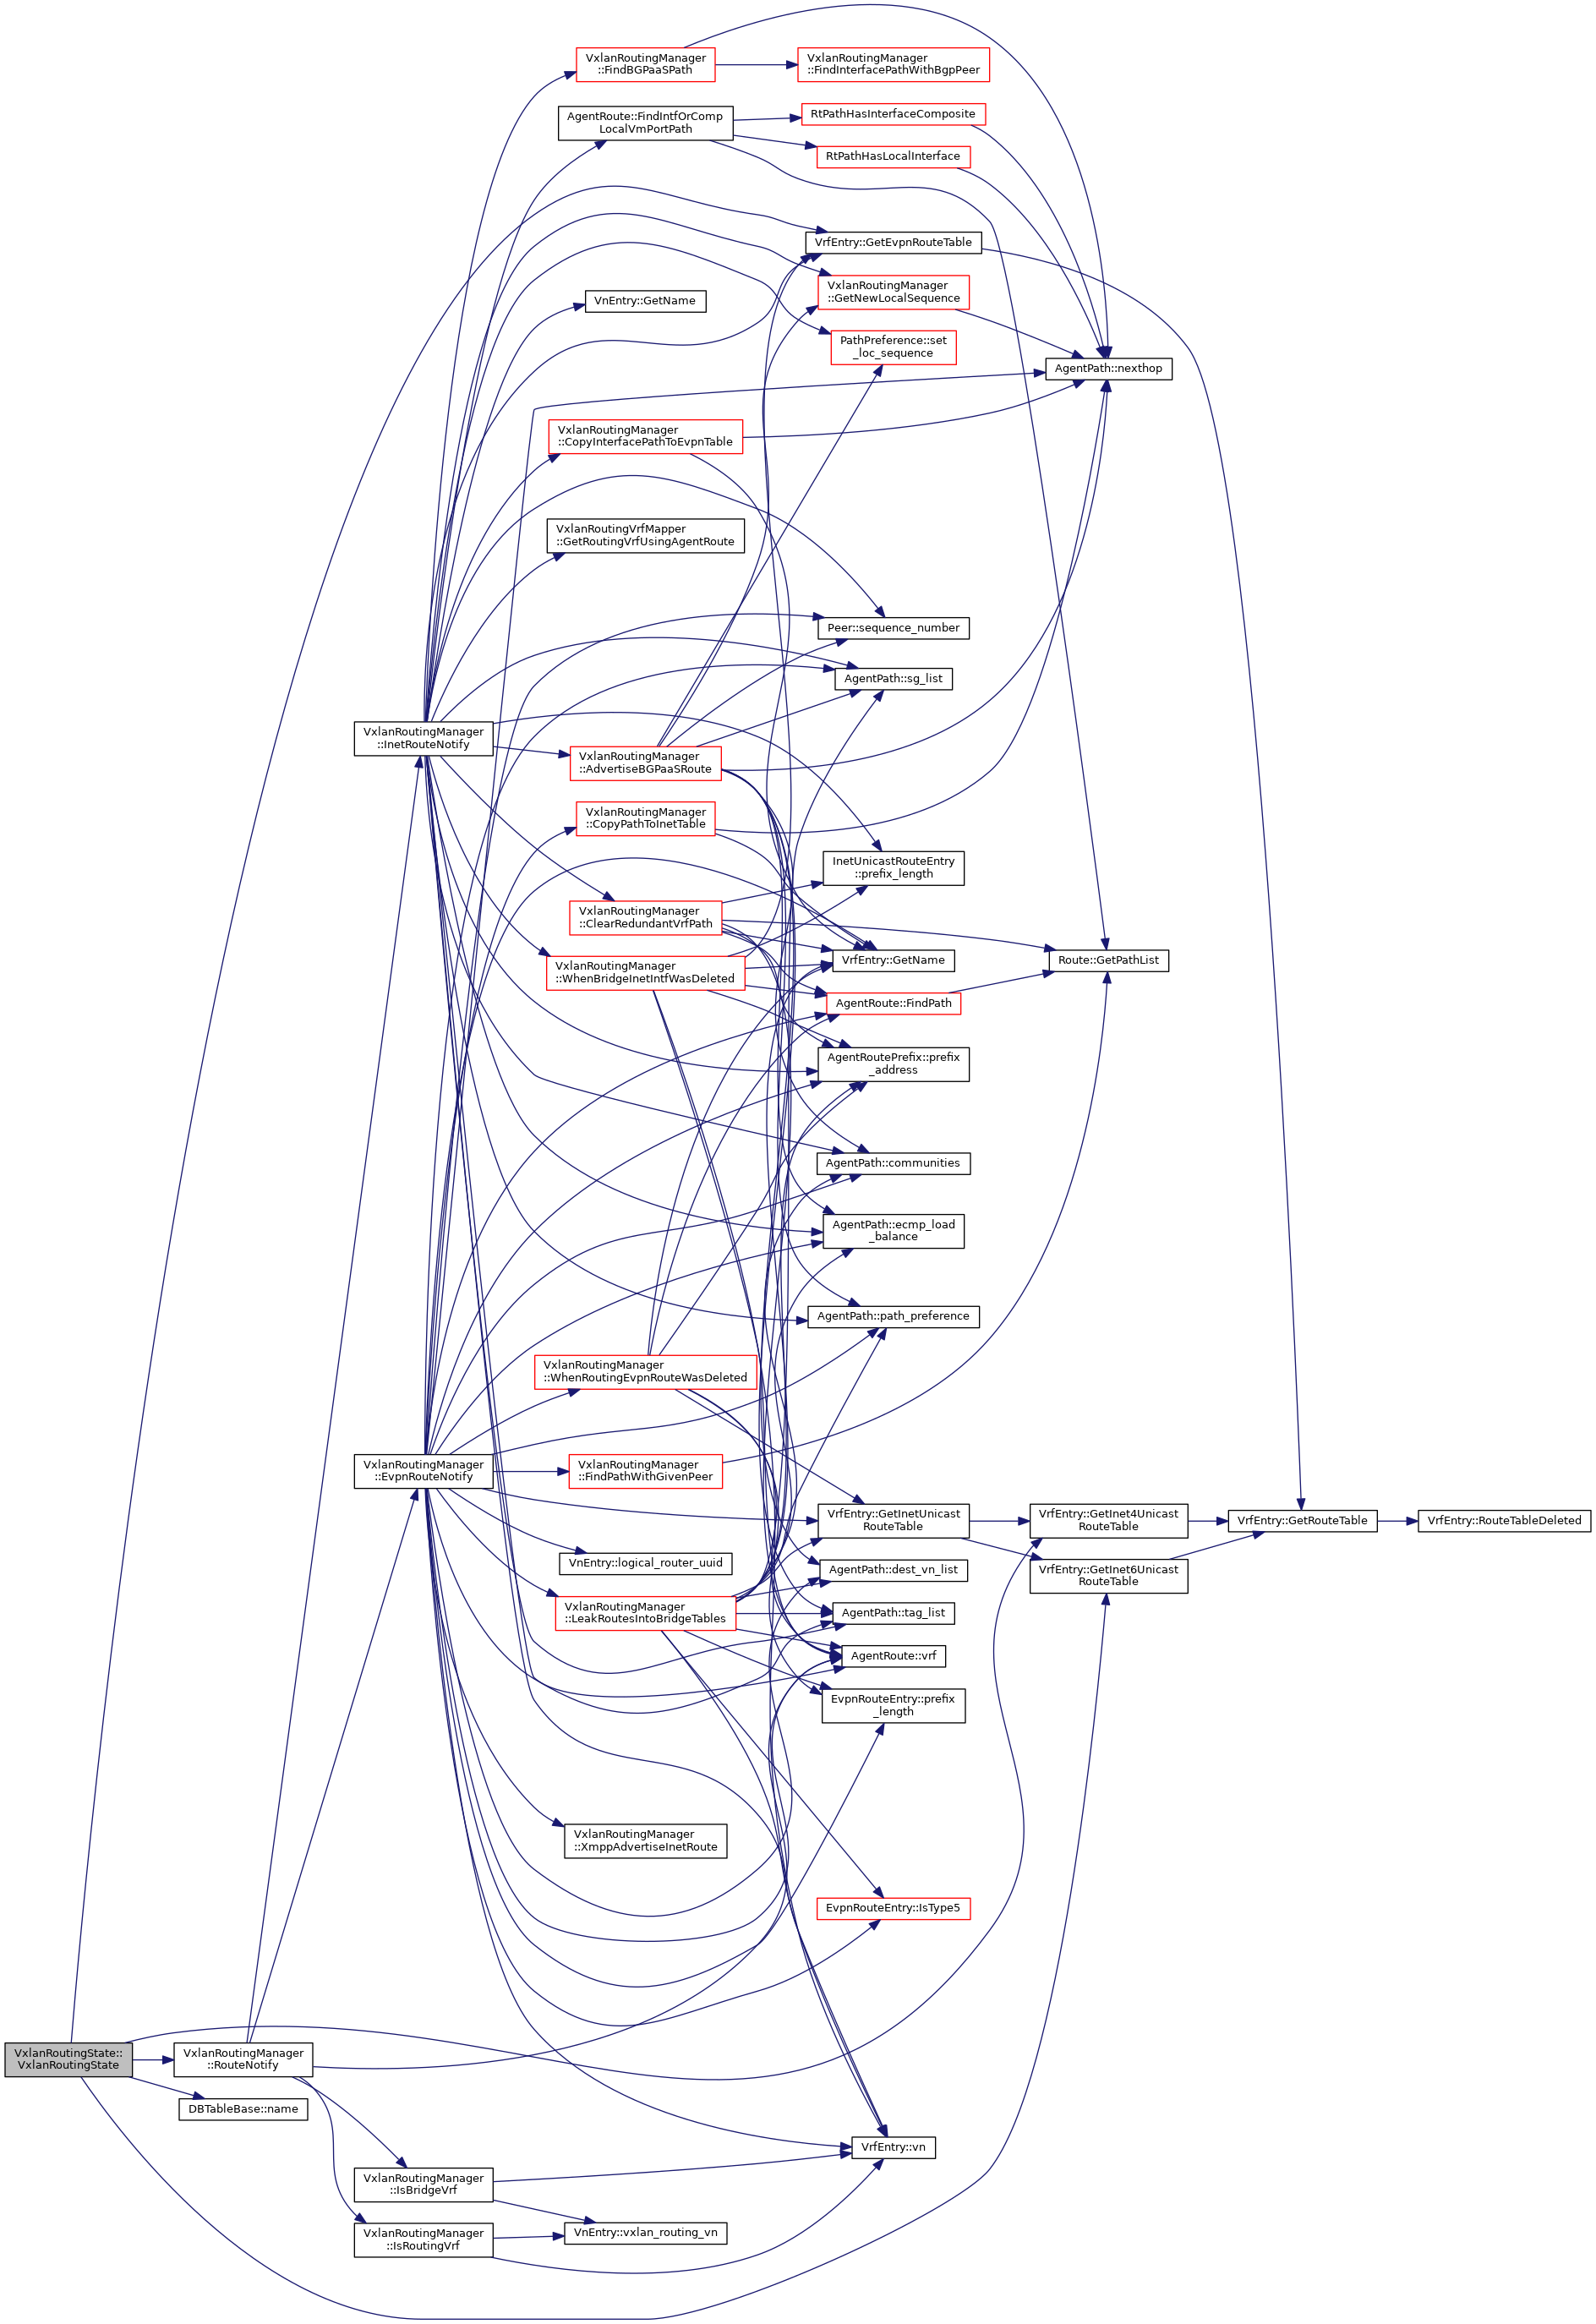 VxlanRoutingManager
::FindBGPaaSPath
VxlanRoutingManager
::FindInterfacePathWithBgpPeer
AgentRoute::FindIntfOrComp
LocalVmPortPath
RtPathHasInterfaceComposite
RtPathHasLocalInterface
VrfEntry::GetEvpnRouteTable
VxlanRoutingManager
::GetNewLocalSequence
VnEntry::GetName
PathPreference::set
_loc_sequence
AgentPath::nexthop
VxlanRoutingManager
::CopyInterfacePathToEvpnTable
VxlanRoutingVrfMapper
::GetRoutingVrfUsingAgentRoute
Peer::sequence_number
AgentPath::sg_list
VxlanRoutingManager
::InetRouteNotify
VxlanRoutingManager
::AdvertiseBGPaaSRoute
VxlanRoutingManager
::CopyPathToInetTable
InetUnicastRouteEntry
::prefix_length
VxlanRoutingManager
::ClearRedundantVrfPath
VxlanRoutingManager
::WhenBridgeInetIntfWasDeleted
VrfEntry::GetName
Route::GetPathList
AgentRoute::FindPath
AgentRoutePrefix::prefix
_address
AgentPath::communities
AgentPath::ecmp_load
_balance
AgentPath::path_preference
VxlanRoutingManager
::WhenRoutingEvpnRouteWasDeleted
VxlanRoutingManager
::EvpnRouteNotify
VxlanRoutingManager
::FindPathWithGivenPeer
VrfEntry::GetInetUnicast
RouteTable
VrfEntry::GetInet4Unicast
RouteTable
VrfEntry::GetRouteTable
VrfEntry::RouteTableDeleted
VnEntry::logical_router_uuid
AgentPath::dest_vn_list
VrfEntry::GetInet6Unicast
RouteTable
VxlanRoutingManager
::LeakRoutesIntoBridgeTables
AgentPath::tag_list
AgentRoute::vrf
EvpnRouteEntry::prefix
_length
VxlanRoutingManager
::XmppAdvertiseInetRoute
EvpnRouteEntry::IsType5
VxlanRoutingState::
VxlanRoutingState
VxlanRoutingManager
::RouteNotify
DBTableBase::name
VrfEntry::vn
VxlanRoutingManager
::IsBridgeVrf
VxlanRoutingManager
::IsRoutingVrf
VnEntry::vxlan_routing_vn